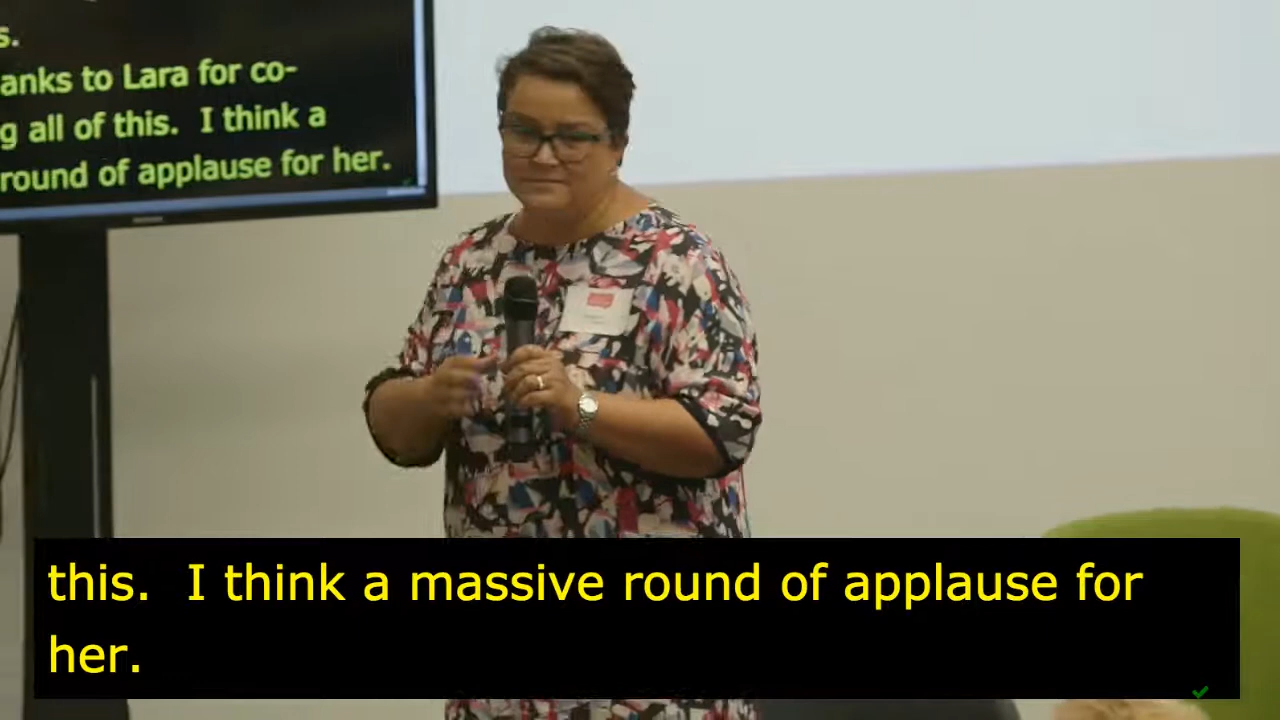 s.
anks to Lara for co-
g all of this.  I think a
round of applause for her.
this.  I think a massive round of applause for
her.